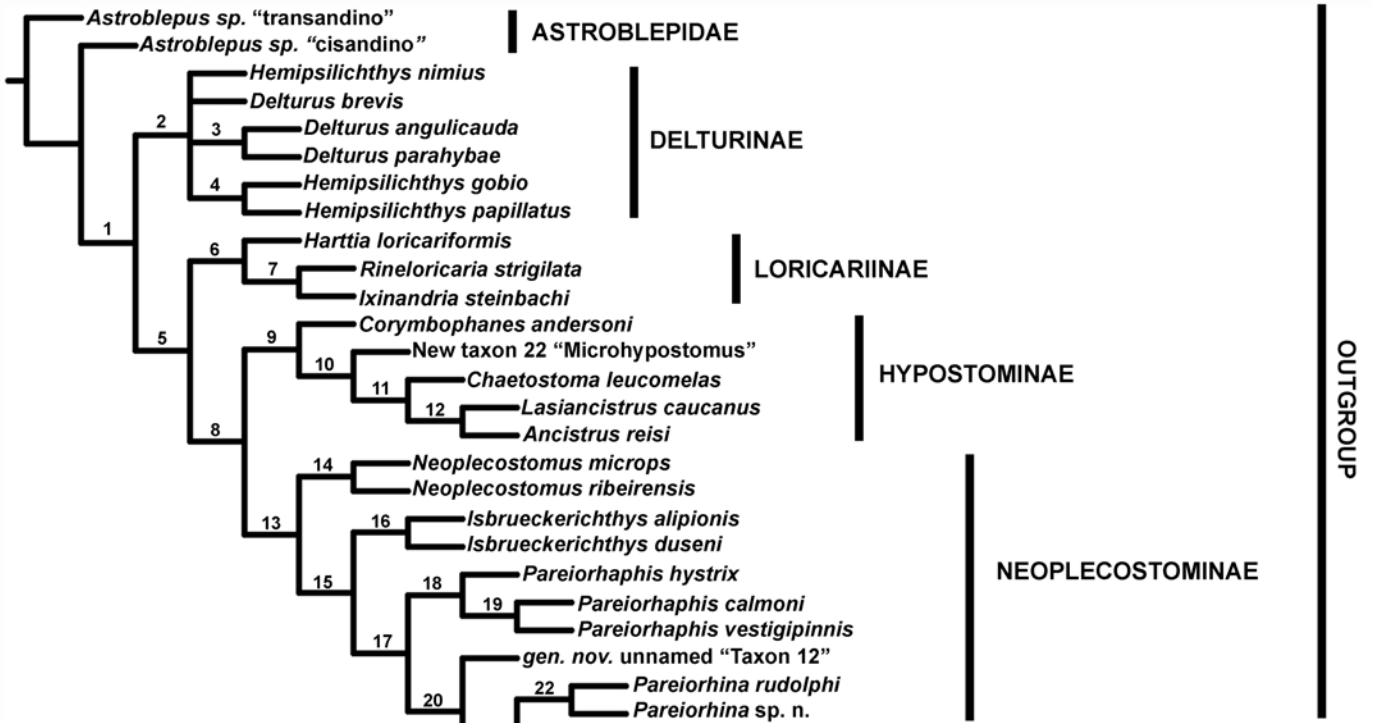 Astroblepus sp. “transandino”
Astroblepus sp. “cisandino”
ASTROBLEPIDAE
Hemipsilichthys nimius
Delturus brevis
2
3
Delturus angulicauda
Delturus parahybae
DELTURINAE
4
Hemipsilichthys gobio
Hemipsilichthys papillatus
1
6
Harttia loricariformis
7
Rineloricaria strigilata
LORICARIINAE
Ixinandria steinbachi
5
9
Corymbophanes andersoni
10
New taxon 22 “Microhypostomus”
11
Chaetostoma leucomelas
HYPOSTOMINAE
12
Lasiancistrus caucanus
8
Ancistrus reisi
OUTGROUP
14
Neoplecostomus microps
Neoplecostomus ribeirensis
13
16
Isbrueckerichthys alipionis
Isbrueckerichthys duseni
15
18
Pareiorhaphis hystrix
NEOPLECOSTOMINAE
19
Pareiorhaphis calmoni
Pareiorhaphis vestigipinnis
17
gen. nov. unnamed “Taxon 12”
20
22
Pareiorhina rudolphi
Pareiorhina sp. n.